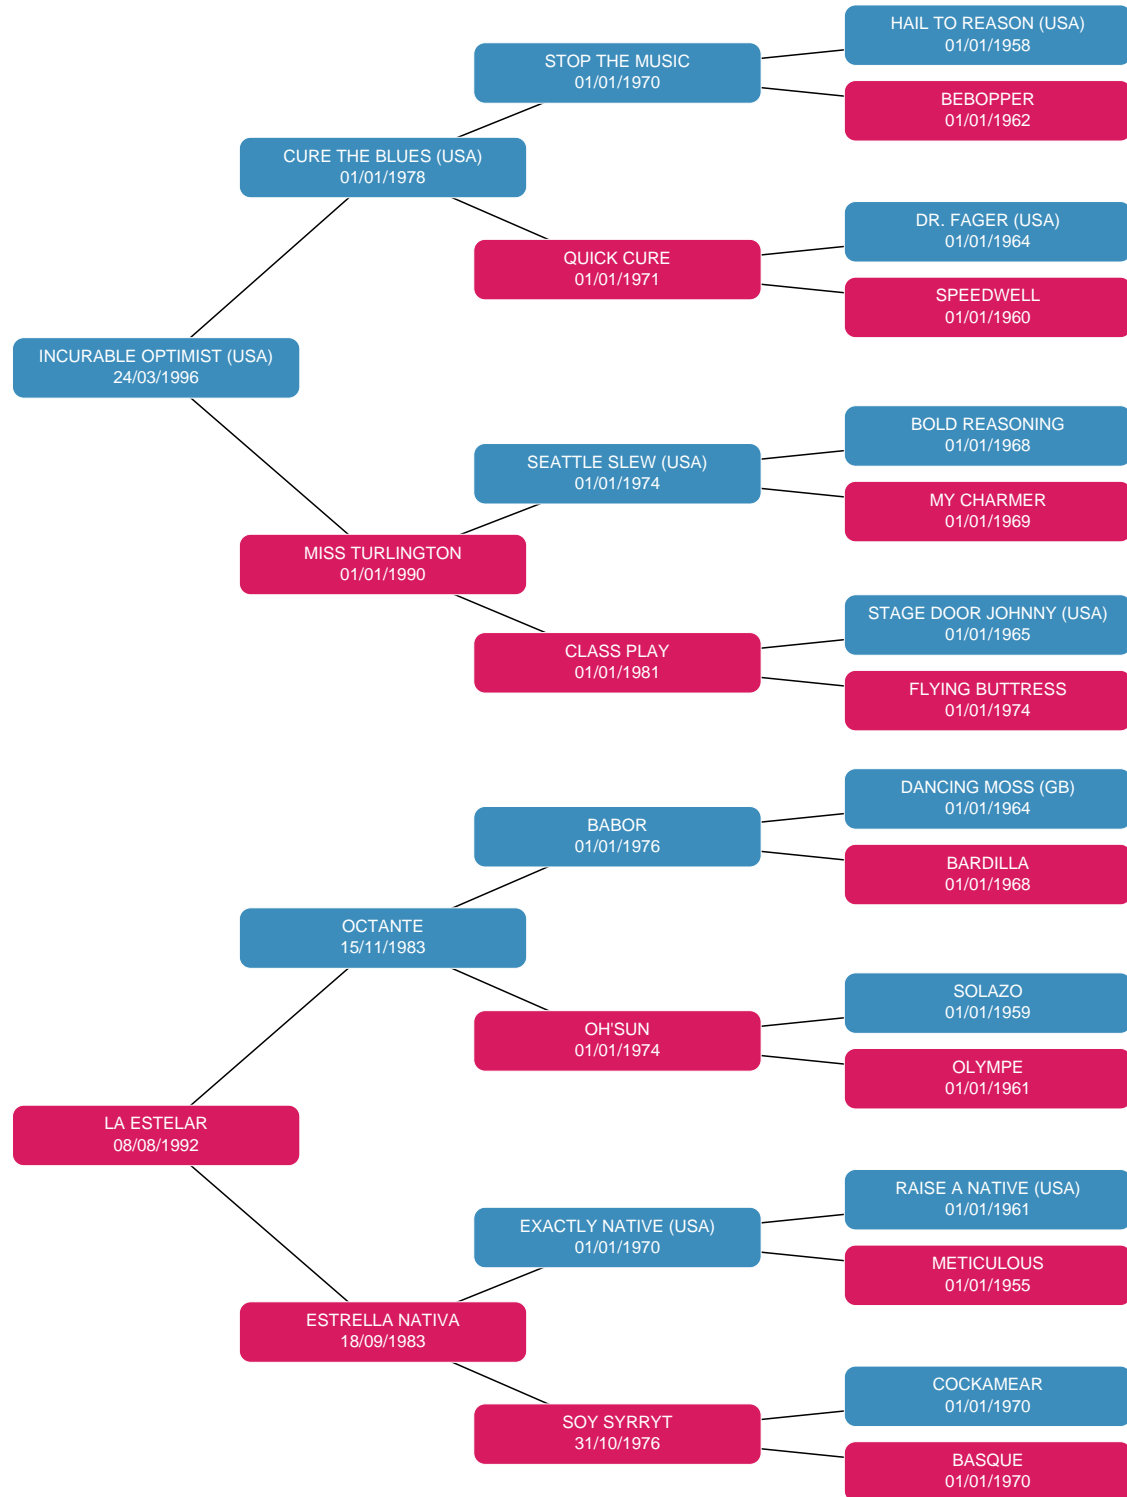 HAIL TO REASON (USA)
01/01/1958
STOP THE MUSIC
01/01/1970
BEBOPPER
01/01/1962
CURE THE BLUES (USA)
01/01/1978
DR. FAGER (USA)
01/01/1964
QUICK CURE
01/01/1971
SPEEDWELL
01/01/1960
INCURABLE OPTIMIST (USA)
24/03/1996
BOLD REASONING
01/01/1968
SEATTLE SLEW (USA)
01/01/1974
MY CHARMER
01/01/1969
MISS TURLINGTON
01/01/1990
STAGE DOOR JOHNNY (USA)
01/01/1965
CLASS PLAY
01/01/1981
FLYING BUTTRESS
01/01/1974
DANCING MOSS (GB)
01/01/1964
BABOR
01/01/1976
BARDILLA
01/01/1968
OCTANTE
15/11/1983
SOLAZO
01/01/1959
OH'SUN
01/01/1974
OLYMPE
01/01/1961
LA ESTELAR
08/08/1992
RAISE A NATIVE (USA)
01/01/1961
EXACTLY NATIVE (USA)
01/01/1970
METICULOUS
01/01/1955
ESTRELLA NATIVA
18/09/1983
COCKAMEAR
01/01/1970
SOY SYRRYT
31/10/1976
BASQUE
01/01/1970